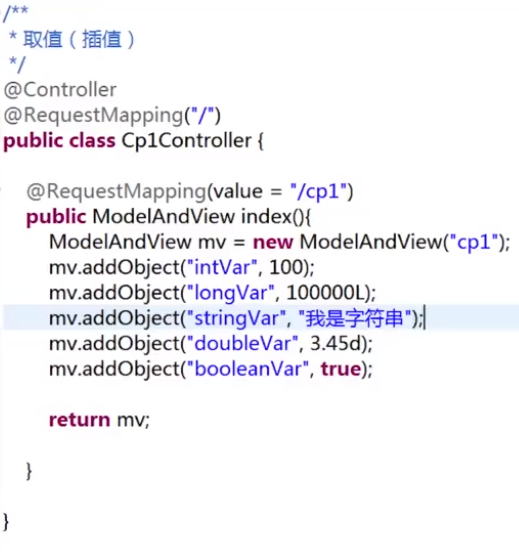 /**
 * 取值（插值）
 */
@Controller
@RequestMapping("/")
public class Cp1Controller {
@RequestMapping(value = "/cp1")
public ModelAndView index(){
ModelAndView mv = new ModelAndView("cp1");
mv.addObject("intVar", 100);
mv.addObject("longVar", 100000L);
mv.addObject("stringVar", "我是字符串");
mv.addObject("doubleVar", 3.45d);
mv.addObject("booleanVar", true);
return mv;
}
}